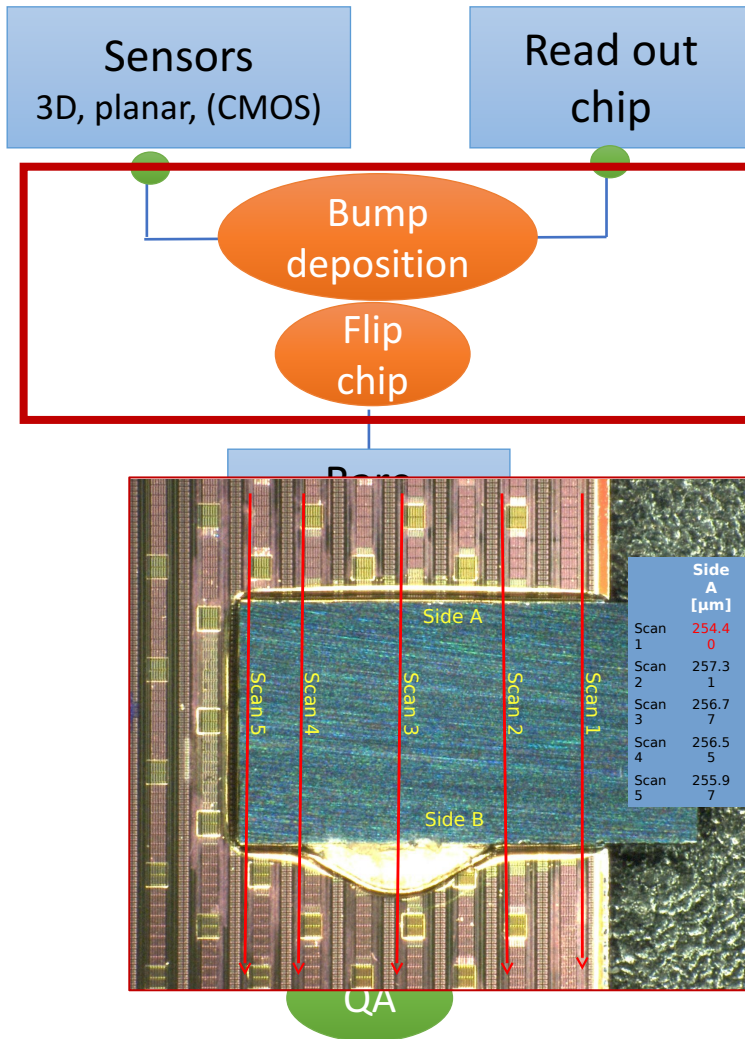 Sensors
3D, planar, (CMOS)
Read out
chip
Bump
deposition
Flip
chip
Side A
Scan 5
Scan 4
Scan 3
Scan 2
Scan 1
Side B
Side
A
[µm]
Scan 254.4
1 0
Scan 257.3
2 1
Scan 256.7
3 7
Scan 256.5
4 5
Scan 255.9
5 7
QA